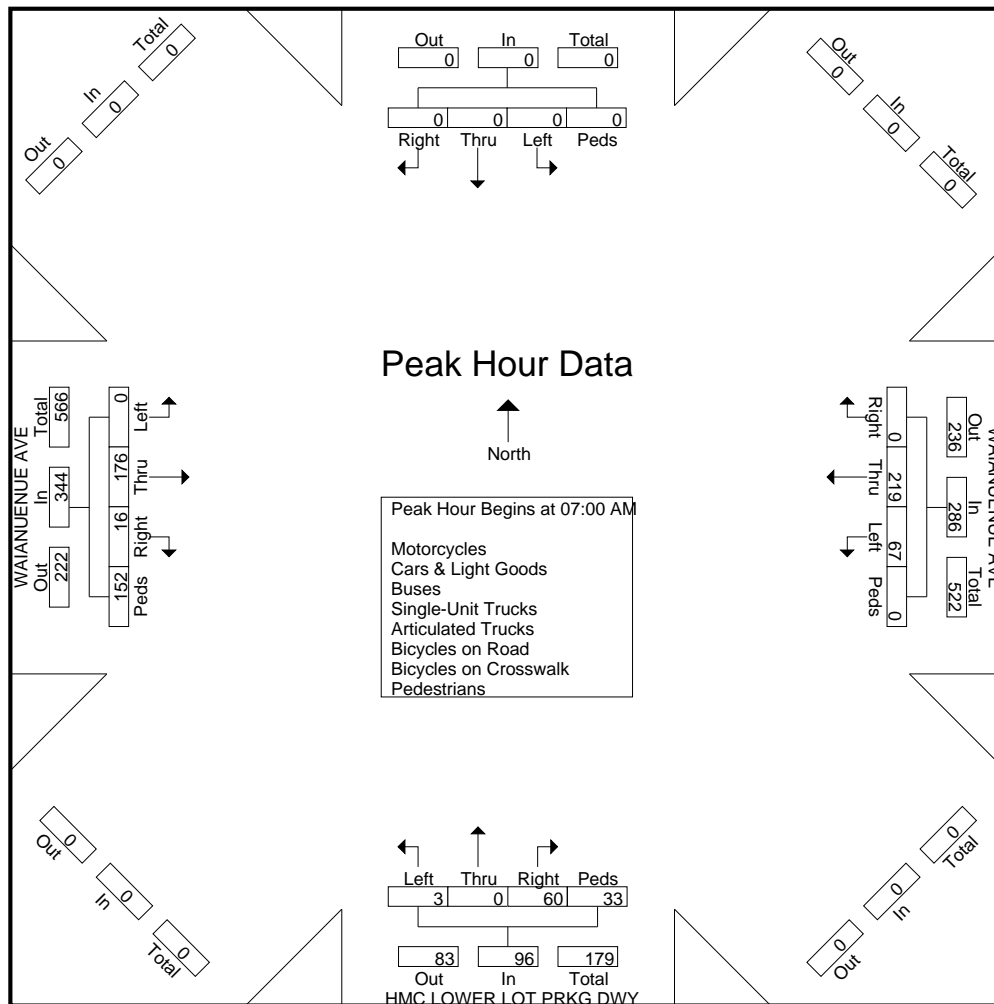 Out In Total
0 0 0
0 0 0 0
Right Thru Left Peds
Total
0
In
0
Out
0
Out
0
In
0
Total
0
Peak Hour Data
North
Peak Hour Begins at 07:00 AM
Motorcycles
Cars & Light Goods
Buses
Single-Unit Trucks
Articulated Trucks
Bicycles on Road
Bicycles on Crosswalk
Pedestrians
WAIANUENUE AVE
Out In Total
222 344 566
152 16 176 0
Peds Right Thru Left
WAIANUENUE AVE
Out In Total
236 286 522
0 219 67 0
Right Thru Left Peds
Left Thru Right Peds
3 0 60 33
83 96 179
Out In Total
HMC LOWER LOT PRKG DWY
0
Out
0
In
0
Total
0
Total
0
In
0
Out